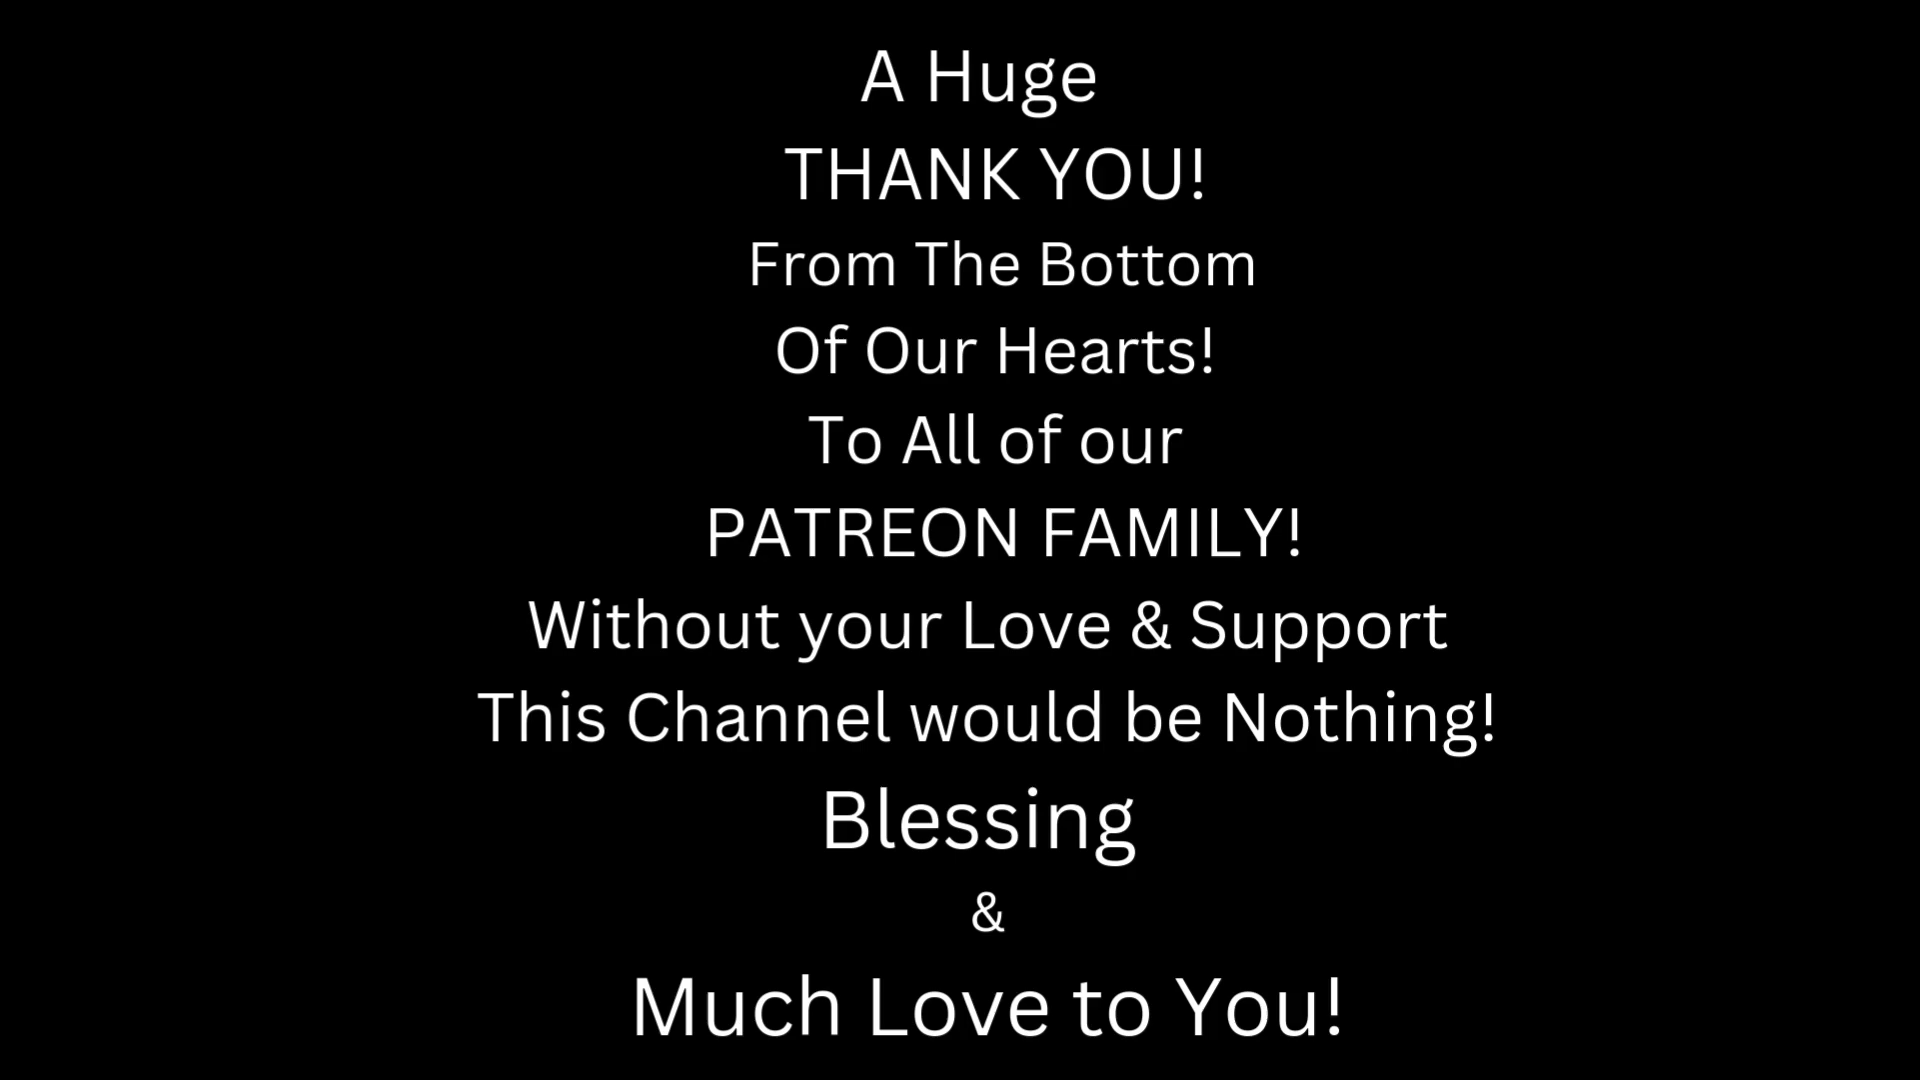 A Huge
THANK YOU!
From The Bottom
Of Our Hearts!
To All of our
PATREON FAMILY!
Without your Love & Support
This Channel would be Nothing!
Blessing
&
Much Love to You!